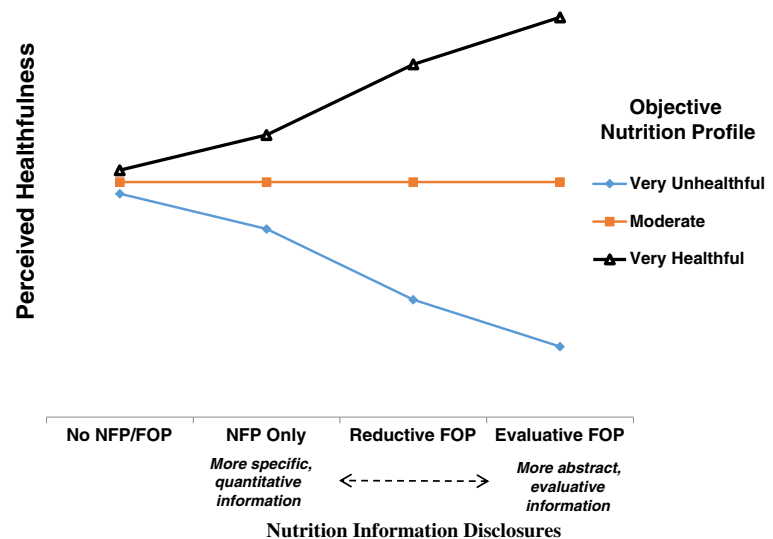 Perceived Healthfulness
Objective
Nutrition Profile
Very Unhealthful
Moderate
Very Healthful
No NFP/FOP
NFP Only
Reductive FOP
Evaluative FOP
More specific,
quantitative
information
More abstract,
evaluative
information
Nutrition Information Disclosures